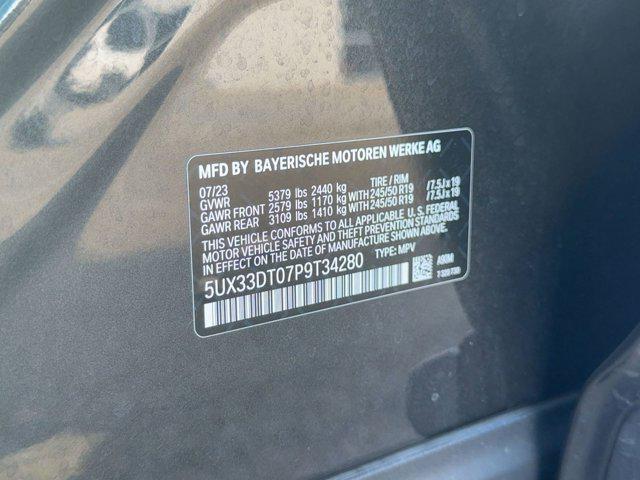 MFD BY BAYERISCHE MOTOREN WERKE AG
07/23 TIRE / RIM
GVWR 5379 lbs 2440 kg
GAWR FRONT 2579 lbs 1170 kg WITH 245/50 R19 /7.5J x 19
GAWR REAR 3109 lbs 1410 kg WITH 245/50 R19 /7.5J x 19
THIS VEHICLE CONFORMS TO ALL APPLICABLE U.S. FEDERAL
MOTOR VEHICLE SAFETY AND THEFT PREVENTION STANDARDS
IN EFFECT ON THE DATE OF MANUFACTURE SHOWN ABOVE.
5UX33DT07P9T34280 TYPE: MPV
A90M